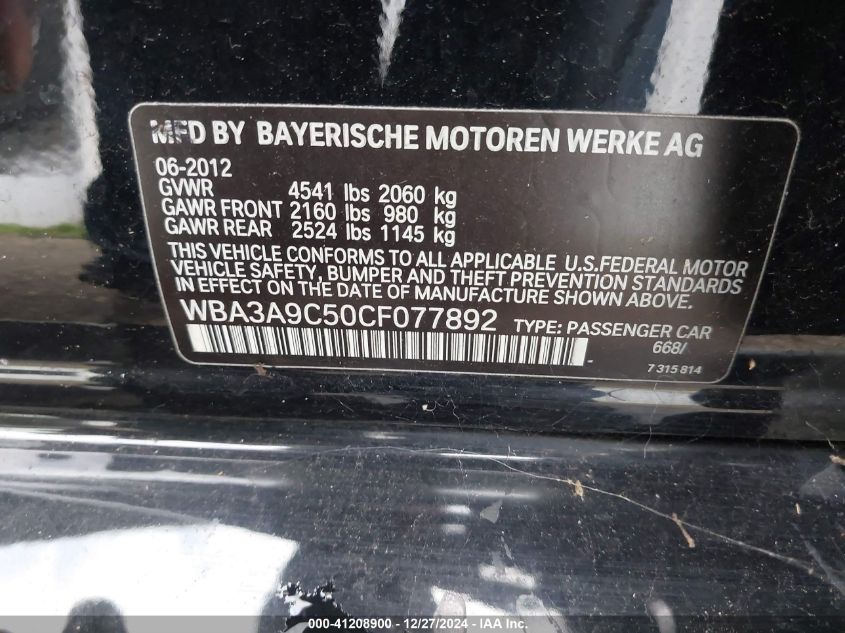 MFD BY BAYERISCHE MOTOREN WERKE AG
06-2012
GVWR 4541 lbs 2060 kg
GAWR FRONT 2160 lbs 980 kg
GAWR REAR 2524 lbs 1145 kg
THIS VEHICLE CONFORMS TO ALL APPLICABLE U.S.FEDERAL MOTOR
VEHICLE SAFETY, BUMPER AND THEFT PREVENTION STANDARDS
IN EFFECT ON THE DATE OF MANUFACTURE SHOWN ABOVE.
WBA3A9C50CF077892 TYPE: PASSENGER CAR
668/
7 315 814
000-41208900 - 12/27/2024 - IAA Inc.